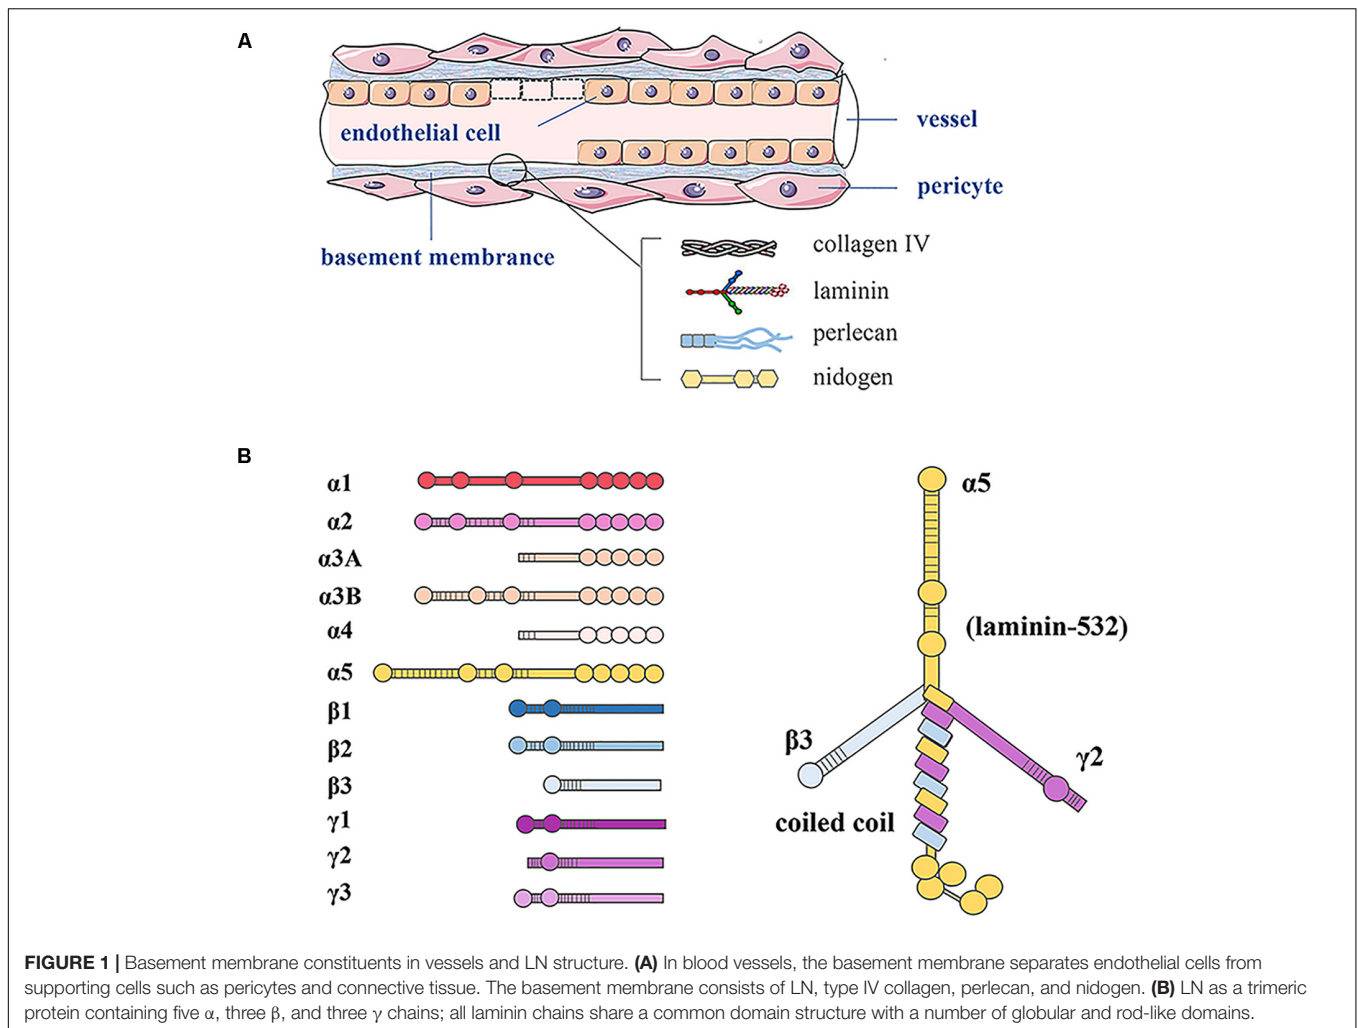 A
endothelial cell
vessel
pericyte
basement membrance
collagen IV
laminin
perlecan
nidogen
B
α1
α2
α3A
α3B
α4
α5
β1
β2
β3
γ1
γ2
γ3
α5
(laminin-532)
β3
γ2
coiled coil
FIGURE 1 | Basement membrane constituents in vessels and LN structure. (A) In blood vessels, the basement membrane separates endothelial cells from
supporting cells such as pericytes and connective tissue. The basement membrane consists of LN, type IV collagen, perlecan, and nidogen. (B) LN as a trimeric
protein containing five α, three β, and three γ chains; all laminin chains share a common domain structure with a number of globular and rod-like domains.